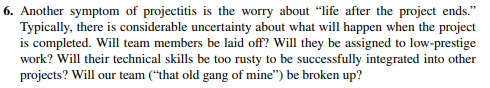 6. Another symptom of projectitis is the worry about “life after the project ends.”
Typically, there is considerable uncertainty about what will happen when the project
is completed. Will team members be laid off? Will they be assigned to low-prestige
work? Will their technical skills be too rusty to be successfully integrated into other
projects? Will our team (“that old gang of mine”) be broken up?